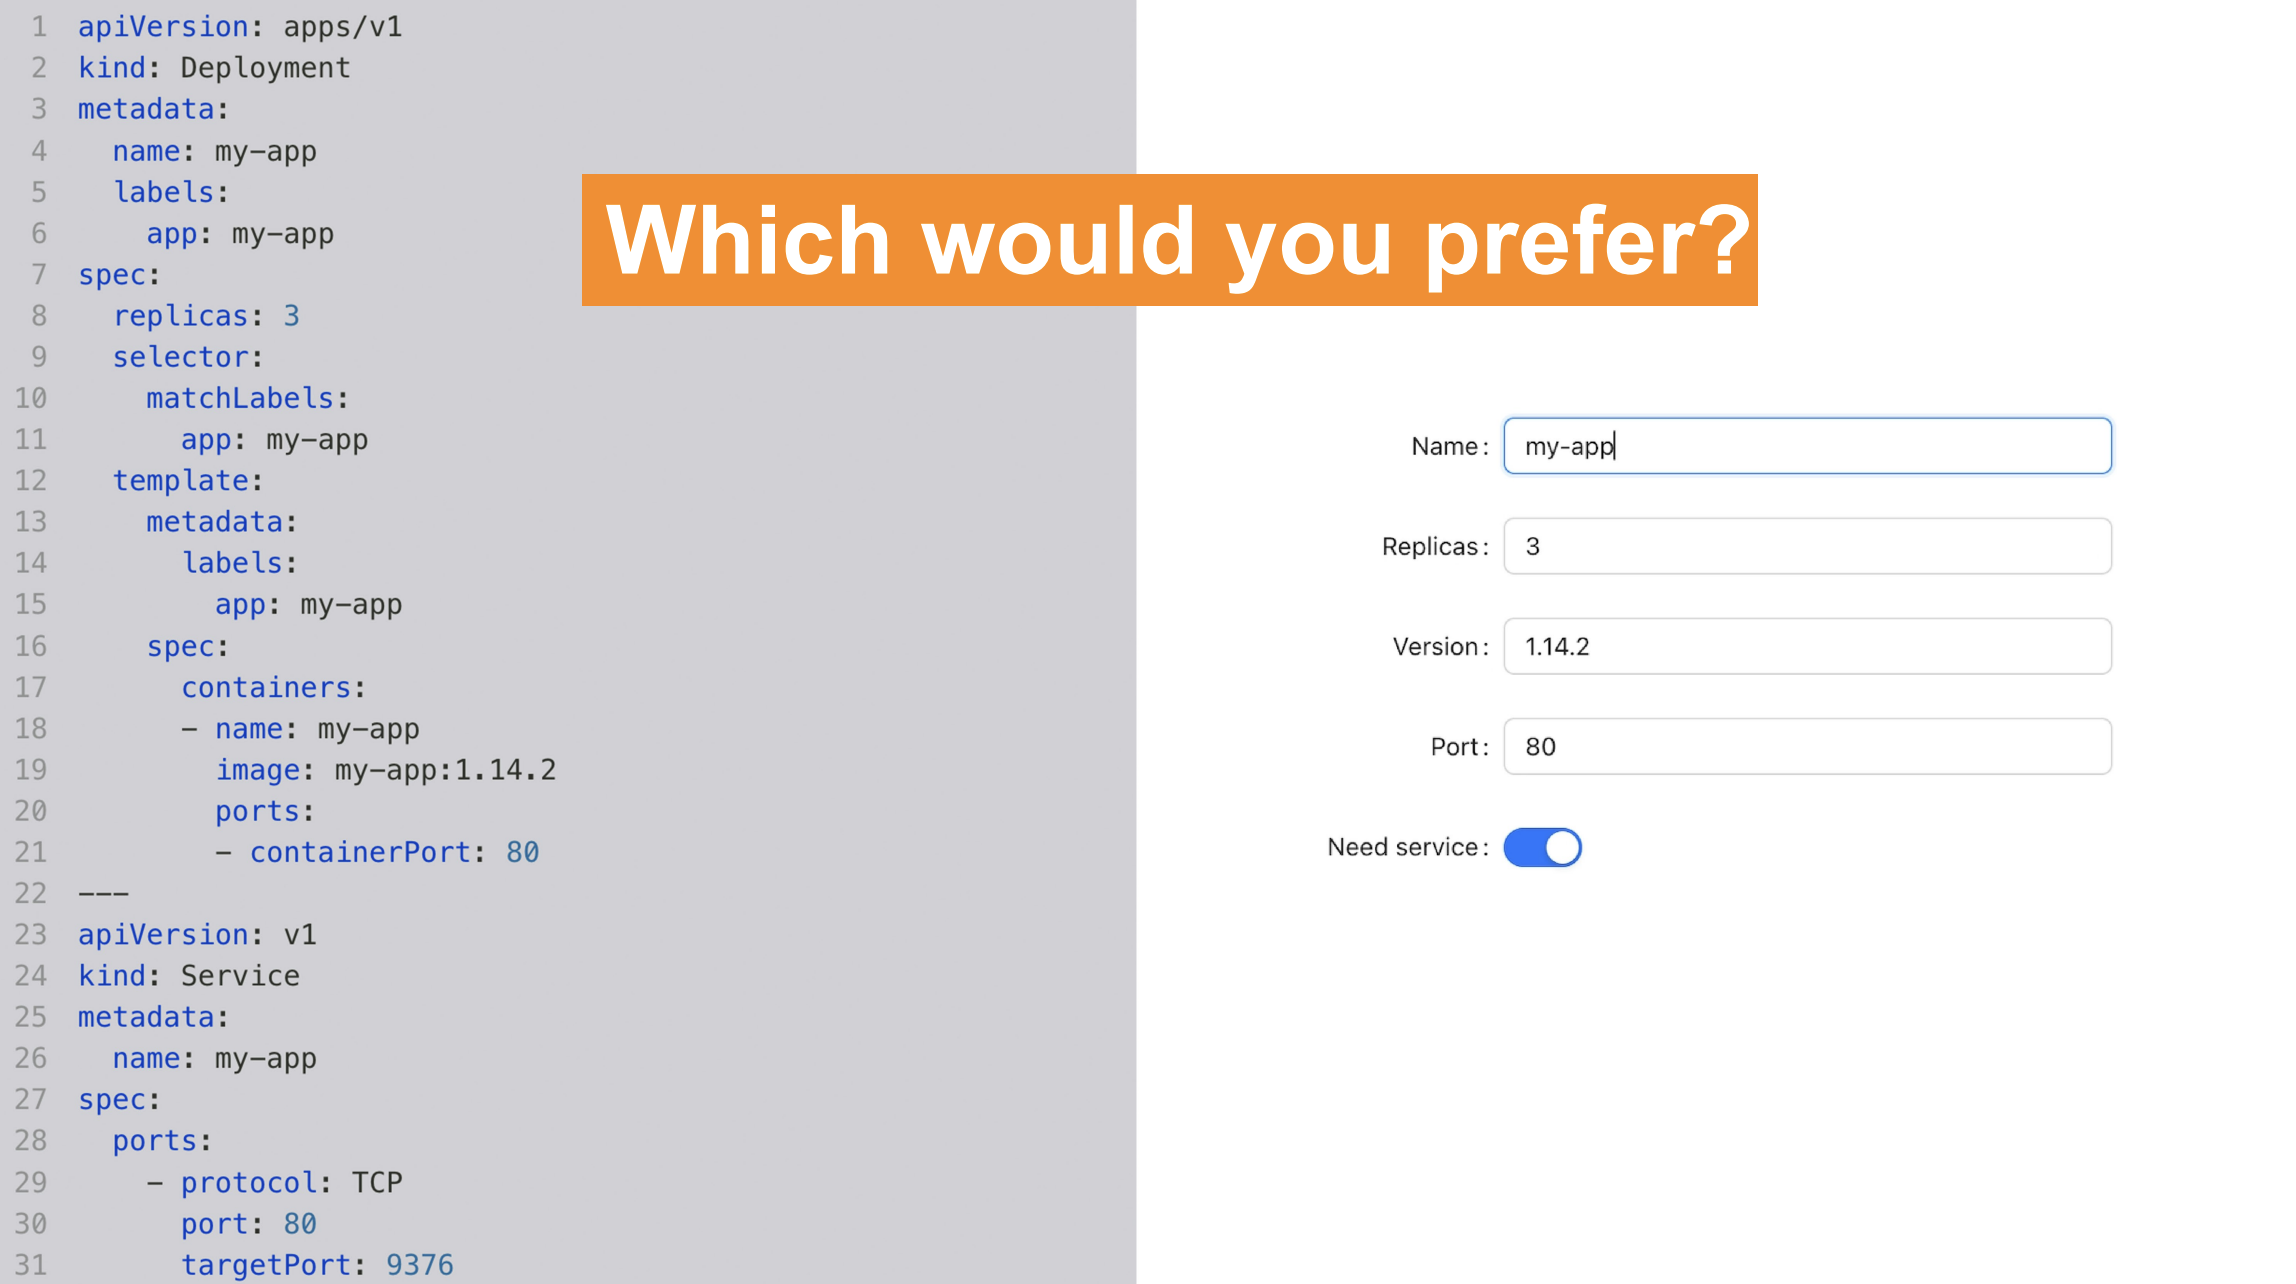 1 apiVersion: apps/v1
2 kind: Deployment
3 metadata:
4   name: my-app
5   labels:
6     app: my-app
7 spec:
8   replicas: 3
9   selector:
10     matchLabels:
11       app: my-app
12   template:
13     metadata:
14       labels:
15         app: my-app
16     spec:
17       containers:
18       - name: my-app
19         image: my-app:1.14.2
20         ports:
21         - containerPort: 80
22 ---
23 apiVersion: v1
24 kind: Service
25 metadata:
26   name: my-app
27 spec:
28   ports:
29     - protocol: TCP
30       port: 80
31       targetPort: 9376
Which would you prefer?
Name: my-app
Replicas: 3
Version: 1.14.2
Port: 80
Need service: